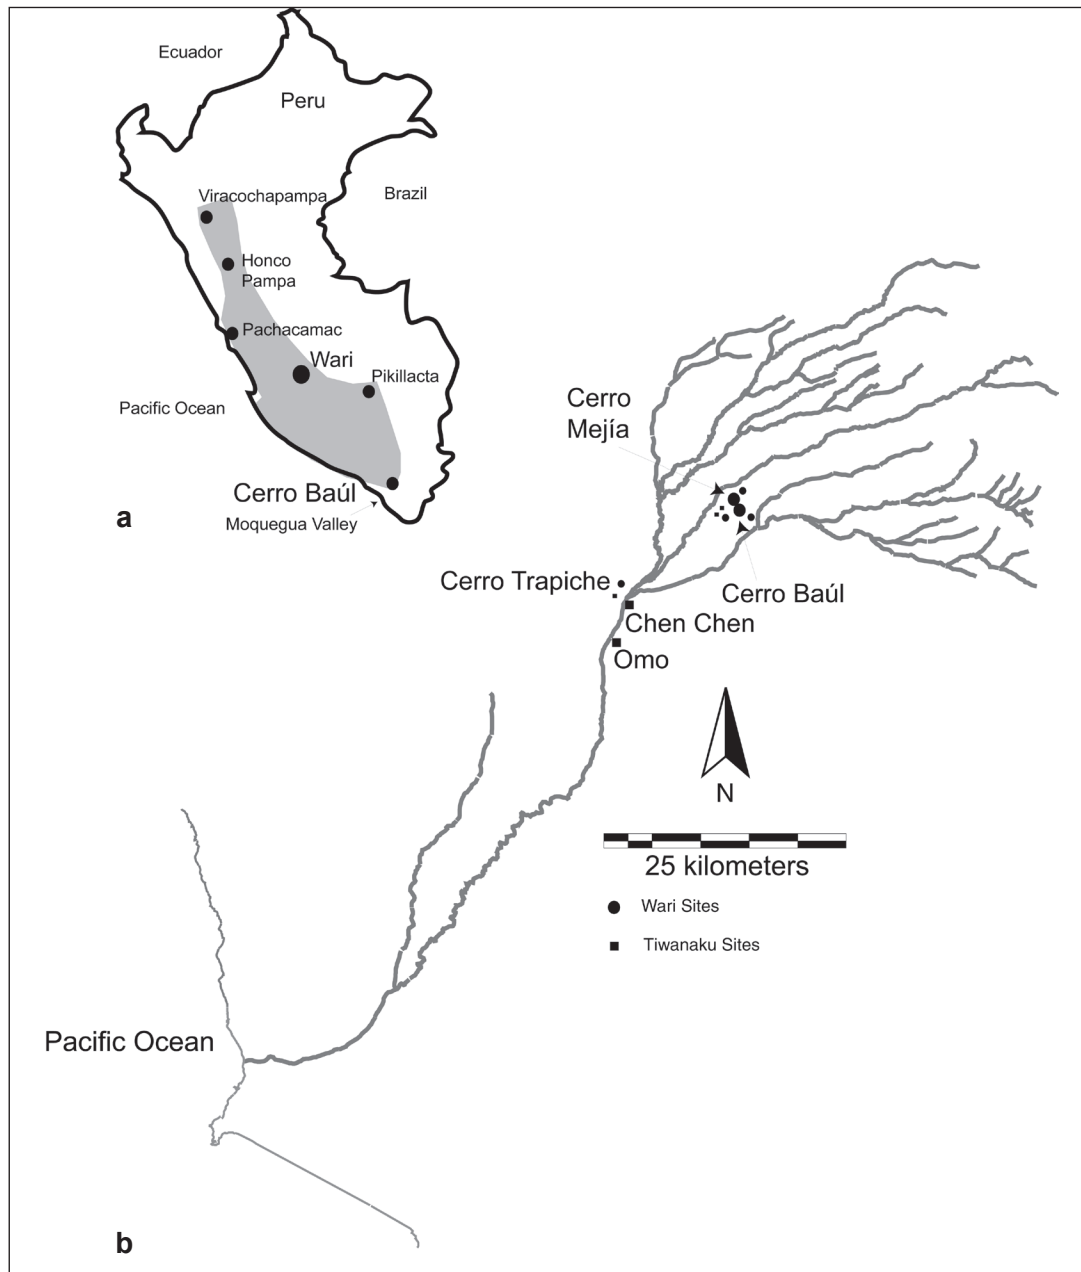 Ecuador
Peru
Brazil
Viracochapampa
Honco
Pampa
Pachacamac
Wari
Pikillacta
Pacific Ocean
Cerro Baúl
Moquegua Valley
a
Cerro
Mejía
Cerro Trapiche
Cerro Baúl
Chen Chen
Omo
N
25 kilometers
Wari Sites
Tiwanaku Sites
Pacific Ocean
b